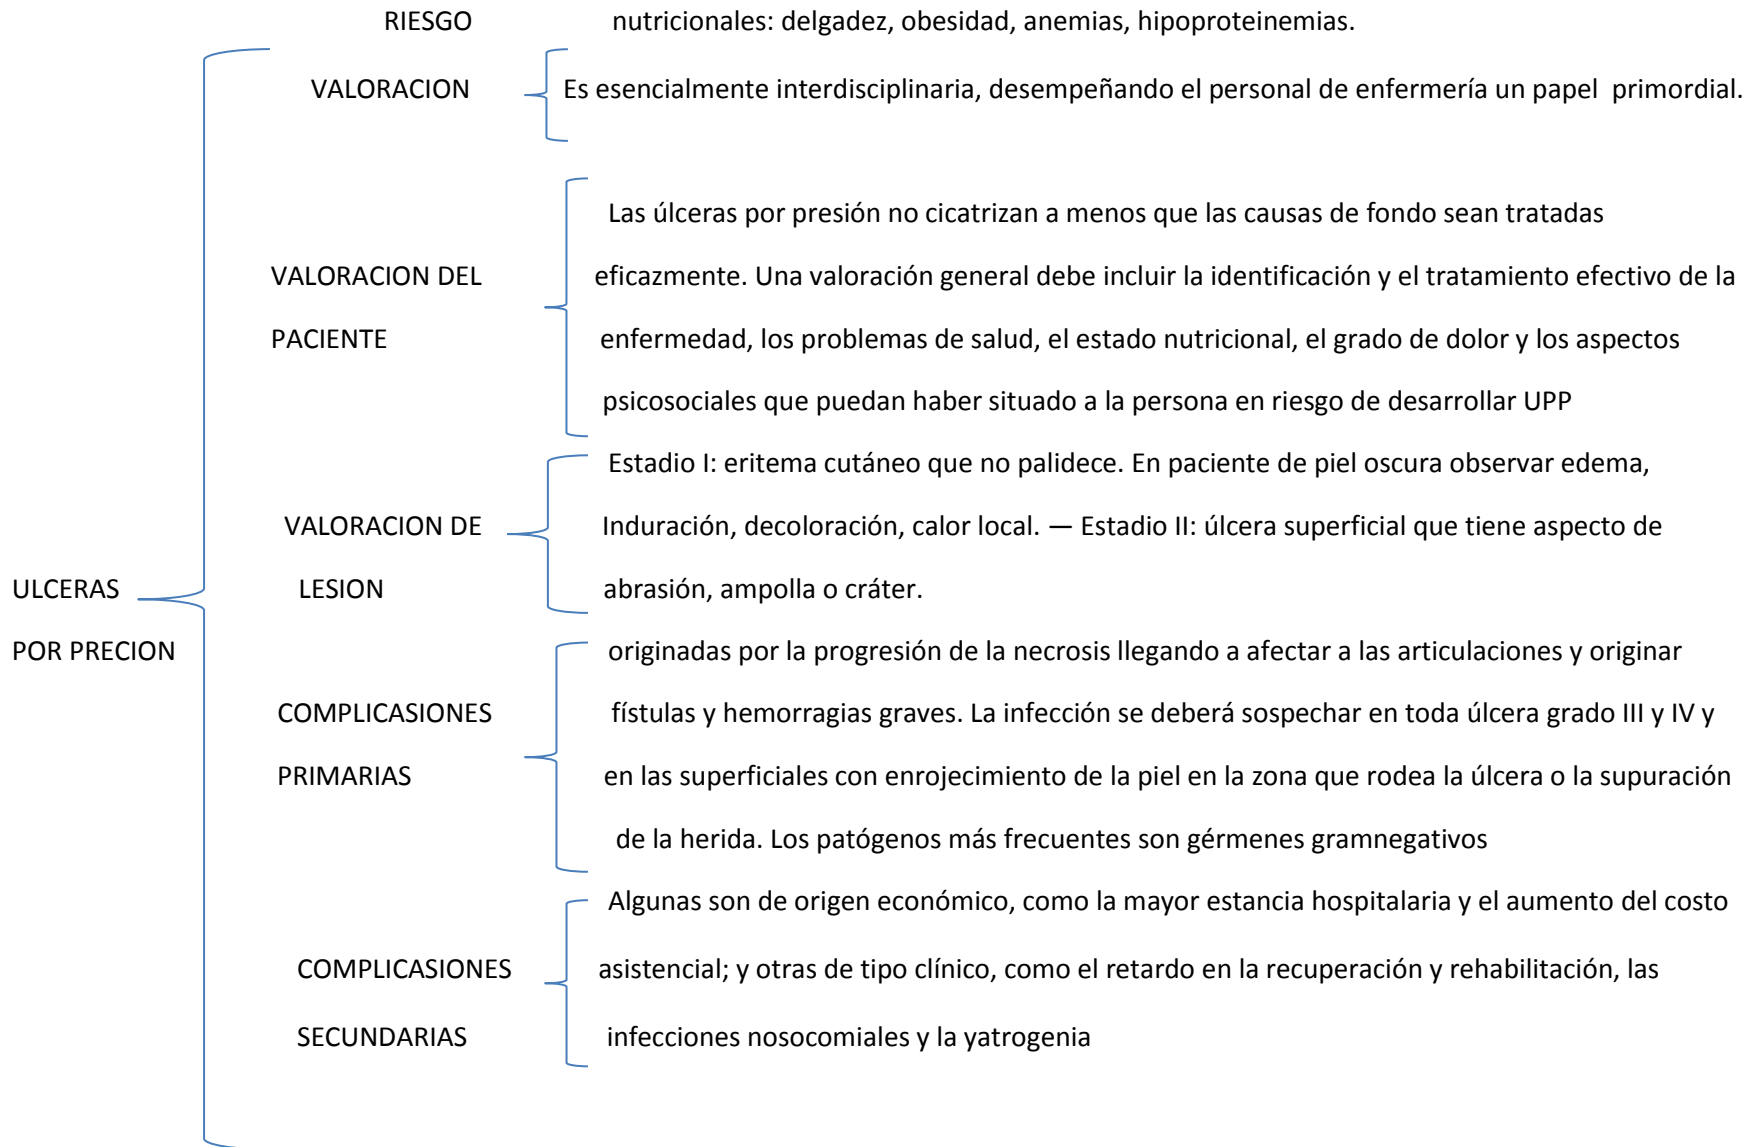 RIESGO nutricionales: delgadez, obesidad, anemias, hipoproteinemias.
VALORACION Es esencialmente interdisciplinaria, desempeñando el personal de enfermería un papel primordial.
Las úlceras por presión no cicatrizan a menos que las causas de fondo sean tratadas
VALORACION DEL eficazmente. Una valoración general debe incluir la identificación y el tratamiento efectivo de la
PACIENTE enfermedad, los problemas de salud, el estado nutricional, el grado de dolor y los aspectos
psicosociales que puedan haber situado a la persona en riesgo de desarrollar UPP
Estadio I: eritema cutáneo que no palidece. En paciente de piel oscura observar edema,
VALORACION DE Induración, decoloración, calor local. — Estadio II: úlcera superficial que tiene aspecto de
ULCERAS LESION abrasión, ampolla o cráter.
POR PRECION originadas por la progresión de la necrosis llegando a afectar a las articulaciones y originar
COMPLICASIONES fístulas y hemorragias graves. La infección se deberá sospechar en toda úlcera grado III y IV y
PRIMARIAS en las superficiales con enrojecimiento de la piel en la zona que rodea la úlcera o la supuración
de la herida. Los patógenos más frecuentes son gérmenes gramnegativos
Algunas son de origen económico, como la mayor estancia hospitalaria y el aumento del costo
COMPLICASIONES asistencial; y otras de tipo clínico, como el retardo en la recuperación y rehabilitación, las
SECUNDARIAS infecciones nosocomiales y la yatrogenia